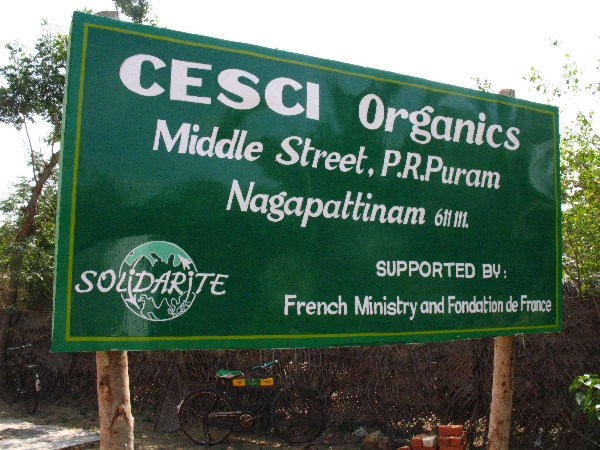 CESCI Organics
Middle Street, P.R.Puram
Nagapattinam 611 111.
SUPPORTED BY:
SOLiDARiTE
French Ministry and Fondation de France